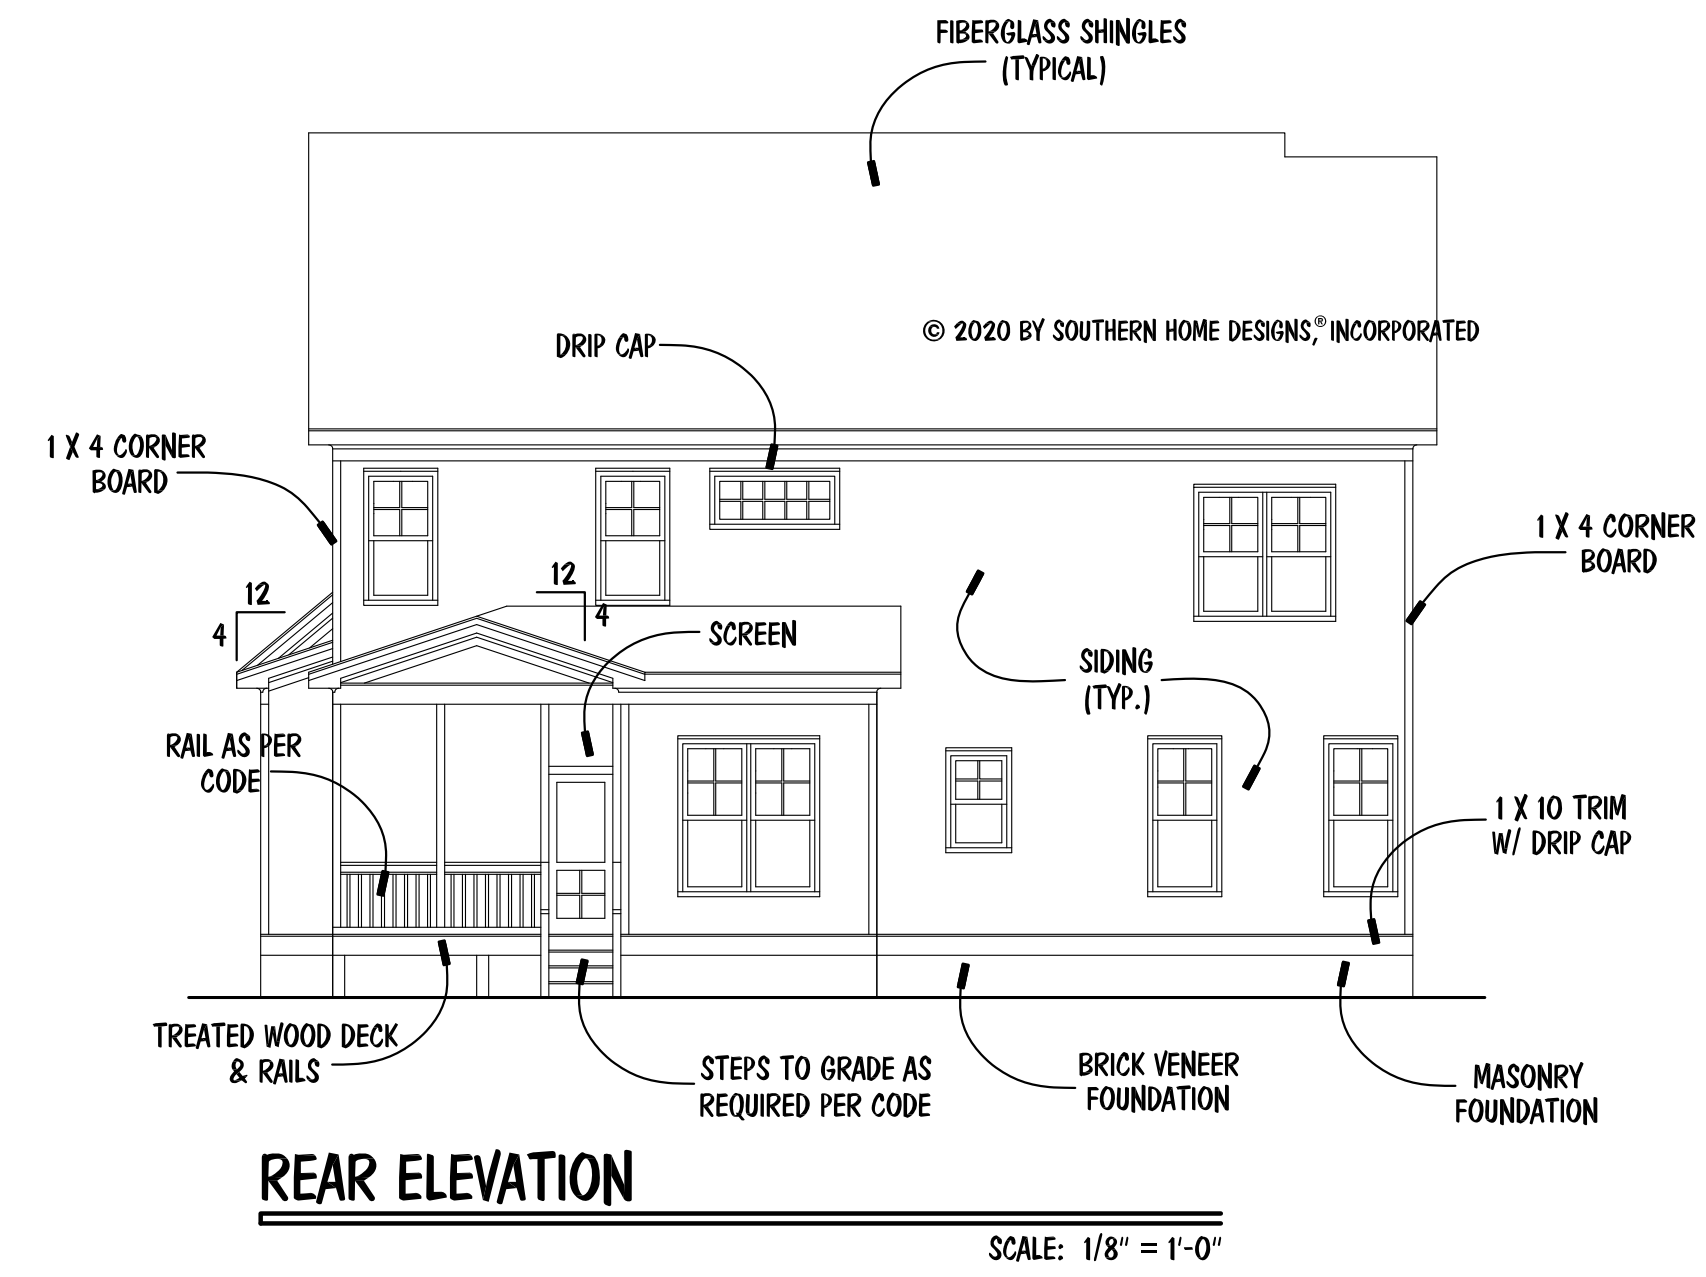 FIBERGLASS SHINGLES
(TYPICAL)
© 2020 BY SOUTHERN HOME DESIGNS,® INCORPORATED
DRIP CAP
1 X 4 CORNER
BOARD
1 X 4 CORNER
BOARD
12
4
12
4
SCREEN
SIDING
(TYP.)
RAIL AS PER
CODE
1 X 10 TRIM
W/ DRIP CAP
TREATED WOOD DECK
& RAILS
STEPS TO GRADE AS
REQUIRED PER CODE
BRICK VENEER
FOUNDATION
MASONRY
FOUNDATION
REAR ELEVATION
SCALE: 1/8" = 1'-0"